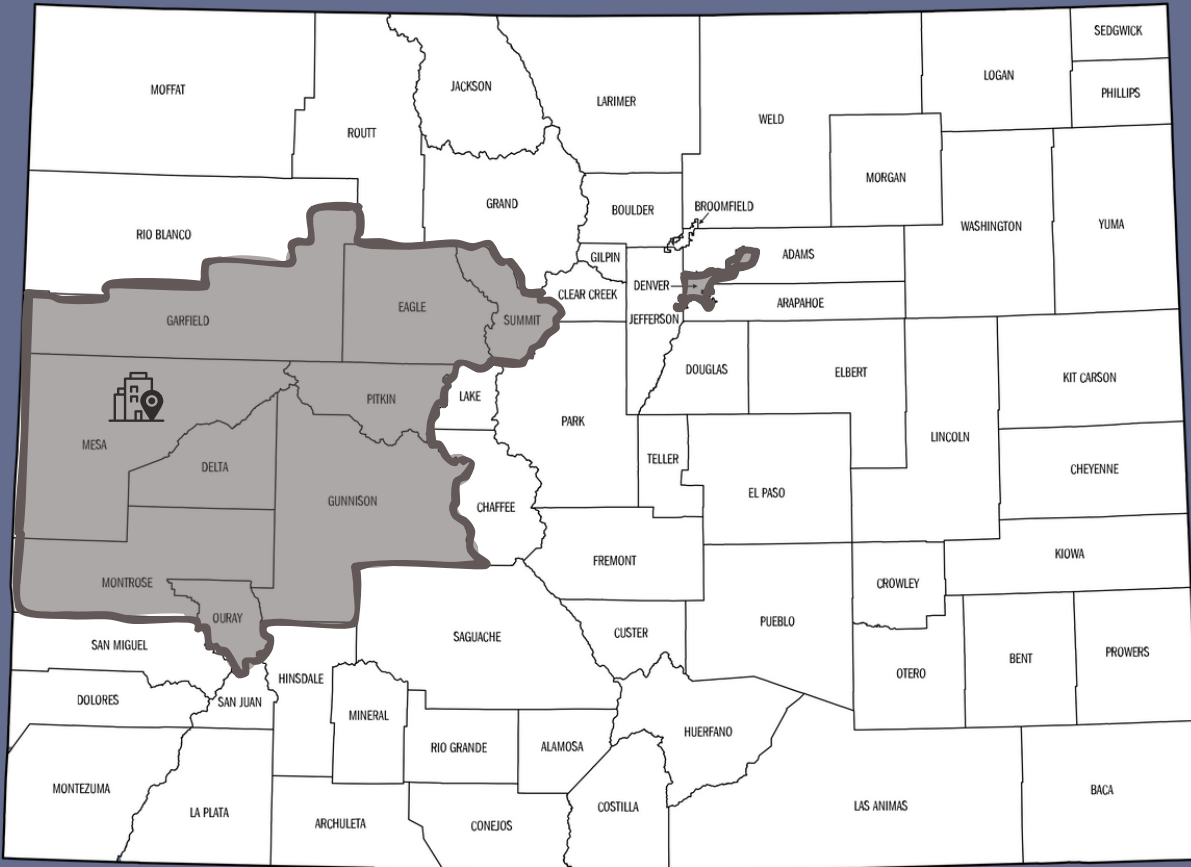 SEDGWICK
LOGAN
JACKSON
MOFFAT
PHILLIPS
LARIMER
WELD
ROUTT
MORGAN
GRAND
BROOMFIELD
BOULDER
YUMA
WASHINGTON
RIO BLANCO
ADAMS
GILPIN
DENVER
CLEAR CREEK
ARAPAHOE
EAGLE
GARFIELD
SUMMIT
JEFFERSON
DOUGLAS
ELBERT
KIT CARSON
LAKE
PITKIN
PARK
LINCOLN
MESA
TELLER
DELTA
CHEYENNE
EL PASO
GUNNISON
CHAFFEE
KIOWA
FREMONT
MONTROSE
CROWLEY
OURAY
PUEBLO
CUSTER
SAGUACHE
SAN MIGUEL
PROWERS
BENT
OTERO
HINSDALE
DOLORES
SAN JUAN
MINERAL
HUERFANO
RIO GRANDE
ALAMOSA
MONTEZUMA
BACA
LAS ANIMAS
COSTILLA
LA PLATA
ARCHULETA
CONEJOS